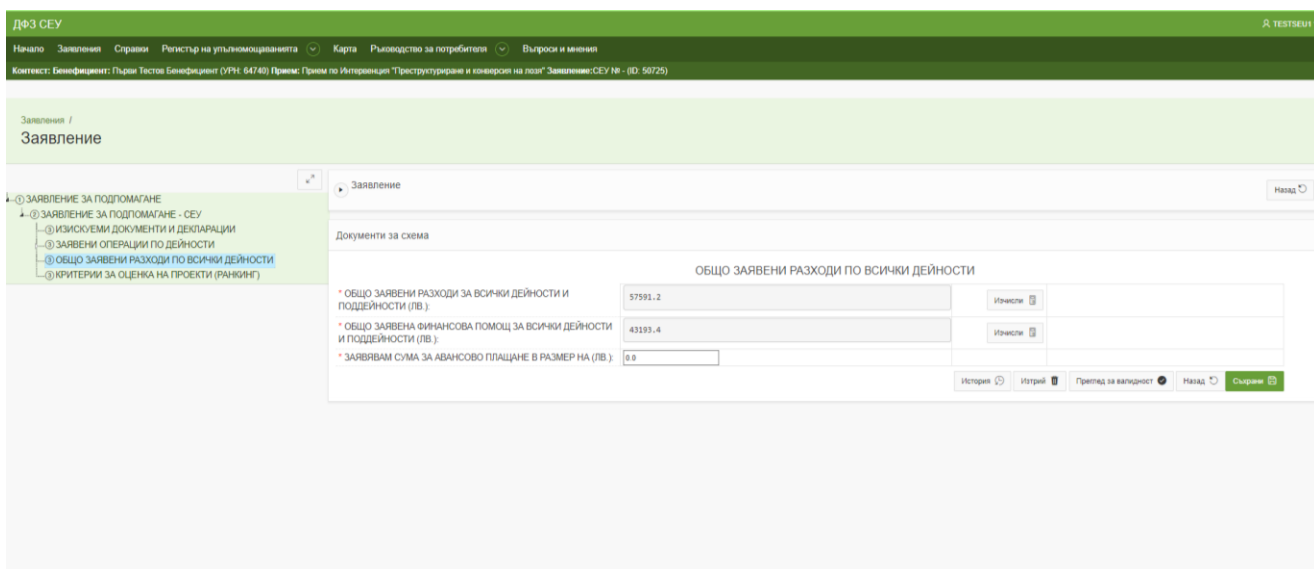 ДФЗ СЕУ
TESTSEU1
Начало Заявления Справки Регистър на упълномощаванията Карта Ръководство за потребителя Въпроси и мнения
Контекст: Бенефициент: Първи Тестов Бенефициент (УРН: 64740) Прием: Прием по Интервенция "Преструктуриране и конверсия на лозя" Заявление:СЕУ № - (ID: 50725)
Заявления /
Заявление
1 ЗАЯВЛЕНИЕ ЗА ПОДПОМАГАНЕ
2 ЗАЯВЛЕНИЕ ЗА ПОДПОМАГАНЕ - СЕУ
3 ИЗИСКУЕМИ ДОКУМЕНТИ И ДЕКЛАРАЦИИ
3 ЗАЯВЕНИ ОПЕРАЦИИ ПО ДЕЙНОСТИ
3 ОБЩО ЗАЯВЕНИ РАЗХОДИ ПО ВСИЧКИ ДЕЙНОСТИ
3 КРИТЕРИИ ЗА ОЦЕНКА НА ПРОЕКТИ (РАНКИНГ)
Заявление
Назад
Документи за схема
ОБЩО ЗАЯВЕНИ РАЗХОДИ ПО ВСИЧКИ ДЕЙНОСТИ
* ОБЩО ЗАЯВЕНИ РАЗХОДИ ЗА ВСИЧКИ ДЕЙНОСТИ И
ПОДДЕЙНОСТИ (ЛВ.):
57591.2
Изчисли
* ОБЩО ЗАЯВЕНА ФИНАНСОВА ПОМОЩ ЗА ВСИЧКИ ДЕЙНОСТИ
И ПОДДЕЙНОСТИ (ЛВ.):
43193.4
Изчисли
* ЗАЯВЯВАМ СУМА ЗА АВАНСОВО ПЛАЩАНЕ В РАЗМЕР НА (ЛВ.):
0.0
История Изтрий Преглед за валидност Назад Съхрани